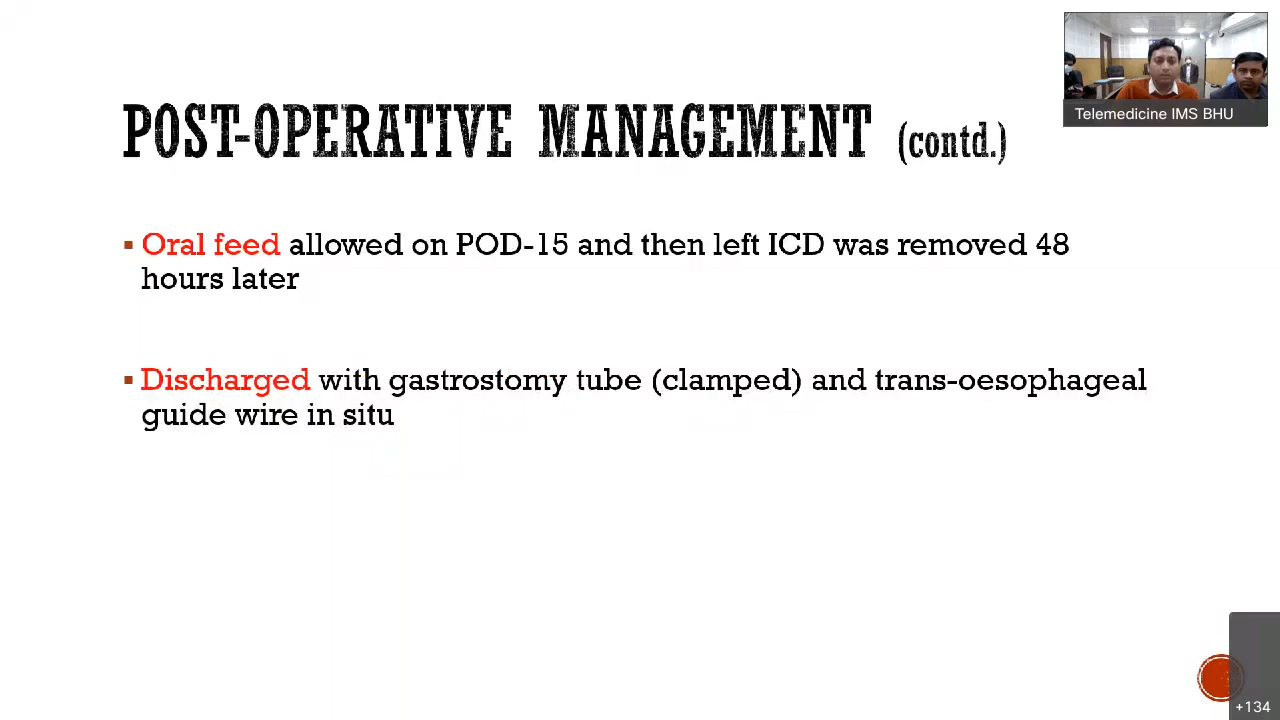 Telemedicine IMS BHU
POST-OPERATIVE MANAGEMENT (contd.)
▪ Oral feed allowed on POD-15 and then left ICD was removed 48
hours later
▪ Discharged with gastrostomy tube (clamped) and trans-oesophageal
guide wire in situ
+134